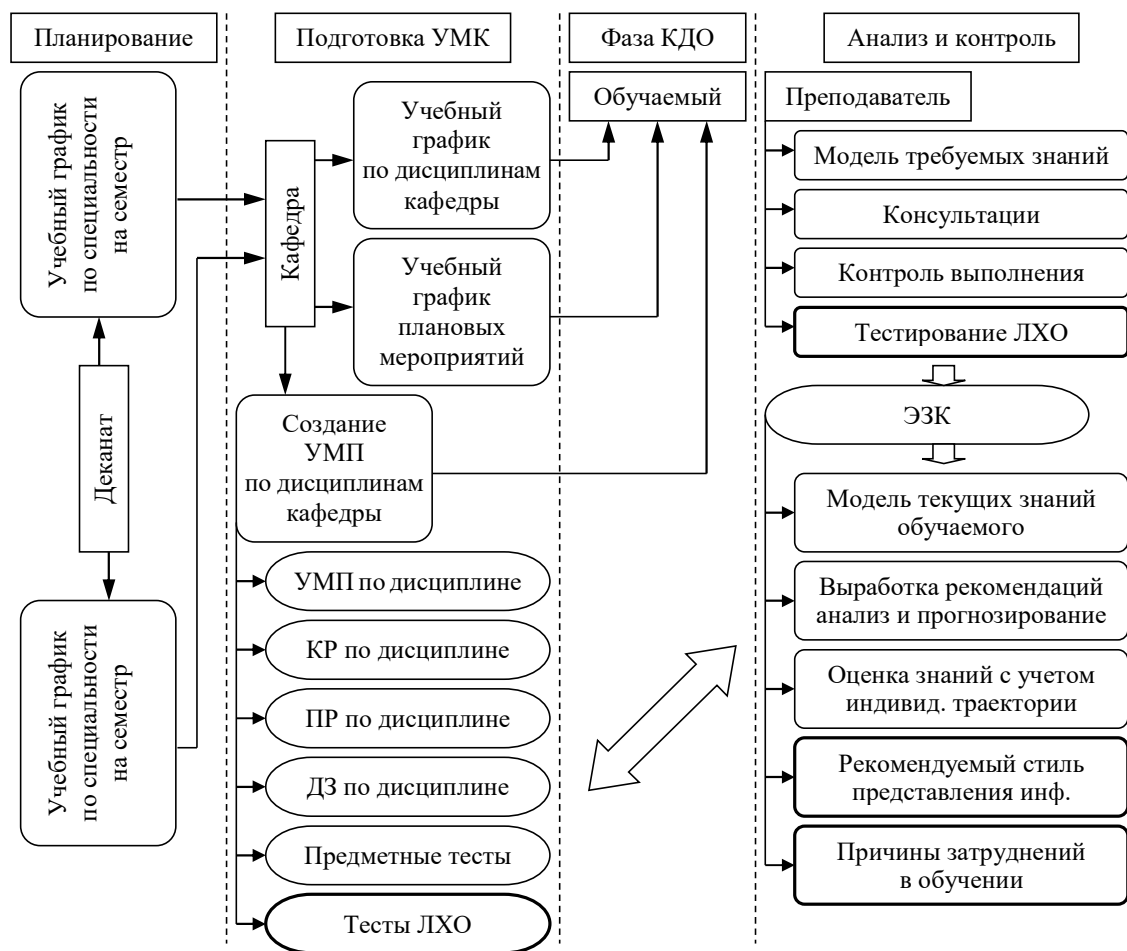 Планирование
Подготовка УМК
Фаза КДО
Анализ и контроль
Учебный график
по специальности
на семестр
Деканат
Учебный график
по специальности
на семестр
Кафедра
Учебный
график
по дисциплинам
кафедры
Учебный
график
плановых
мероприятий
Создание
УМП
по дисциплинам
кафедры
УМП по дисциплине
КР по дисциплине
ПР по дисциплине
ДЗ по дисциплине
Предметные тесты
Тесты ЛХО
Обучаемый
Преподаватель
Модель требуемых знаний
Консультации
Контроль выполнения
Тестирование ЛХО
ЭЗК
Модель текущих знаний
обучаемого
Выработка рекомендаций
анализ и прогнозирование
Оценка знаний с учетом
индивид. траектории
Рекомендуемый стиль
представления инф.
Причины затруднений
в обучении